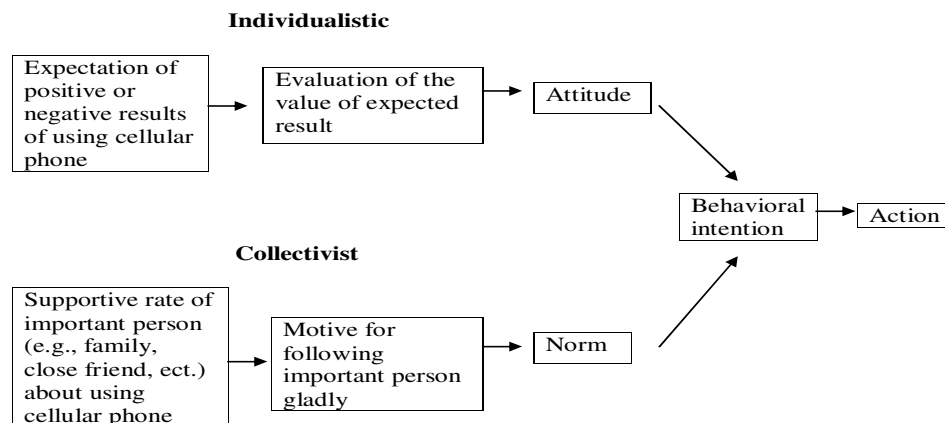 Individualistic
Expectation of
positive or
negative results
of using cellular
phone
Evaluation of the
value of expected
result
Attitude
Behavioral
intention
Action
Collectivist
Supportive rate of
important person
(e.g., family,
close friend, ect.)
about using
cellular phone
Motive for
following
important person
gladly
Norm